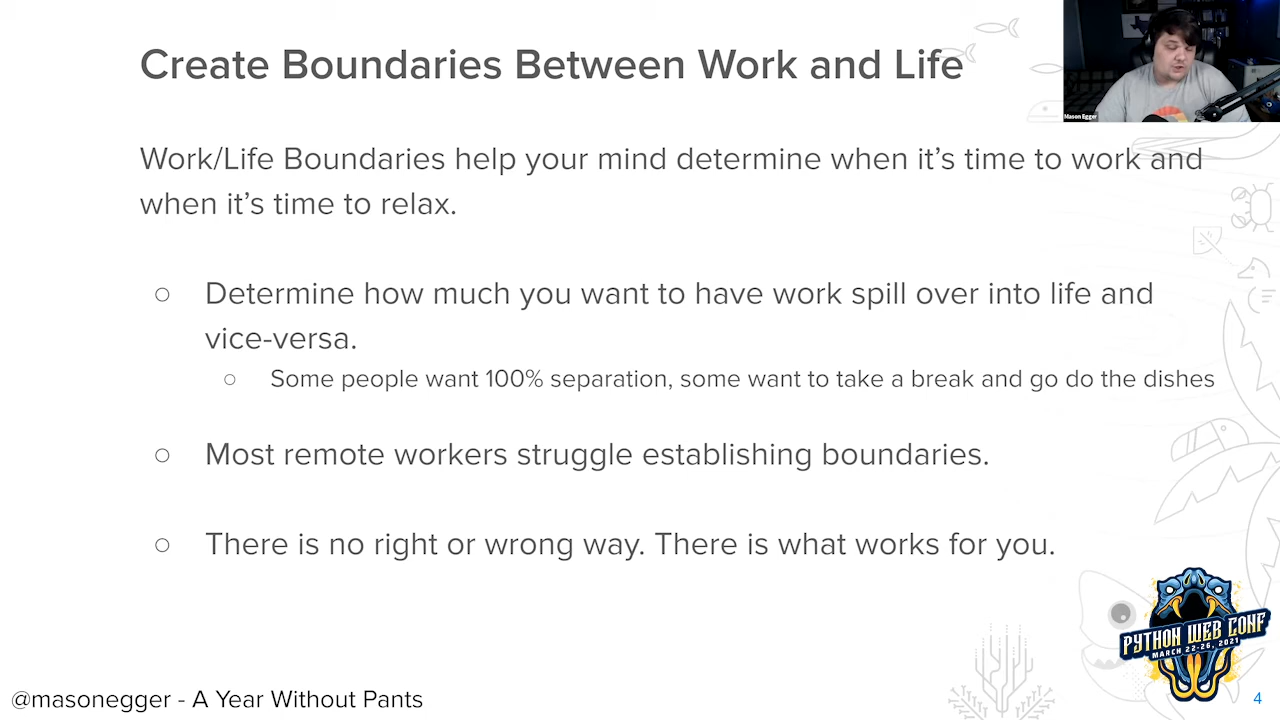 Create Boundaries Between Work and Life
Mason Egger
Work/Life Boundaries help your mind determine when it’s time to work and
when it’s time to relax.
○ Determine how much you want to have work spill over into life and
vice-versa.
○ Some people want 100% separation, some want to take a break and go do the dishes
○ Most remote workers struggle establishing boundaries.
○ There is no right or wrong way. There is what works for you.
PYTHON WEB CONF
MARCH 22-26, 2021
@masonegger - A Year Without Pants
4